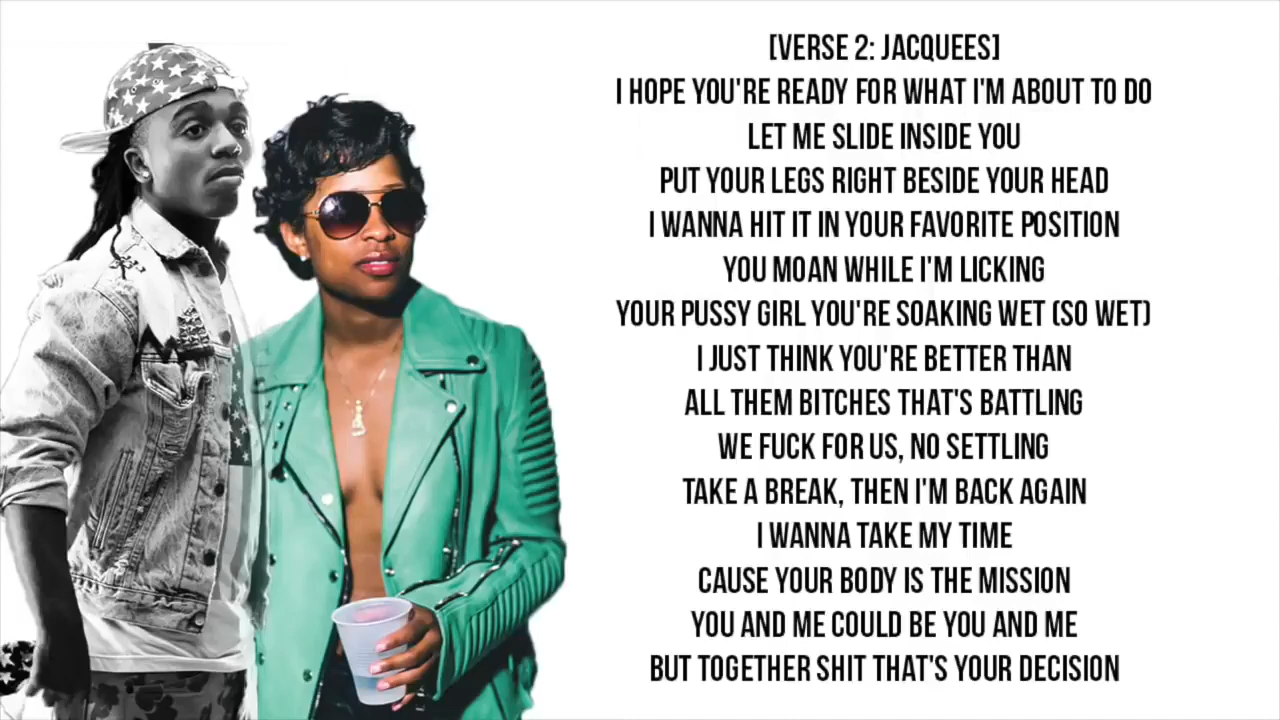 [VERSE 2: JACQUEES]
I HOPE YOU'RE READY FOR WHAT I'M ABOUT TO DO
LET ME SLIDE INSIDE YOU
PUT YOUR LEGS RIGHT BESIDE YOUR HEAD
I WANNA HIT IT IN YOUR FAVORITE POSITION
YOU MOAN WHILE I'M LICKING
YOUR PUSSY GIRL YOU'RE SOAKING WET (SO WET)
I JUST THINK YOU'RE BETTER THAN
ALL THEM BITCHES THAT'S BATTLING
WE FUCK FOR US, NO SETTLING
TAKE A BREAK, THEN I'M BACK AGAIN
I WANNA TAKE MY TIME
CAUSE YOUR BODY IS THE MISSION
YOU AND ME COULD BE YOU AND ME
BUT TOGETHER SHIT THAT'S YOUR DECISION